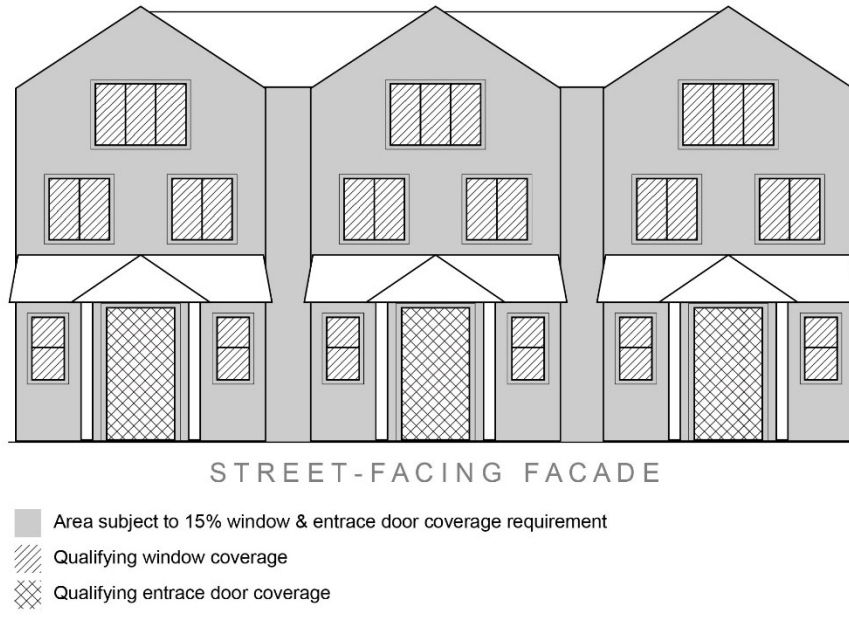 STREET-FACING FACADE
Area subject to 15% window & entrace door coverage requirement
Qualifying window coverage
Qualifying entrace door coverage